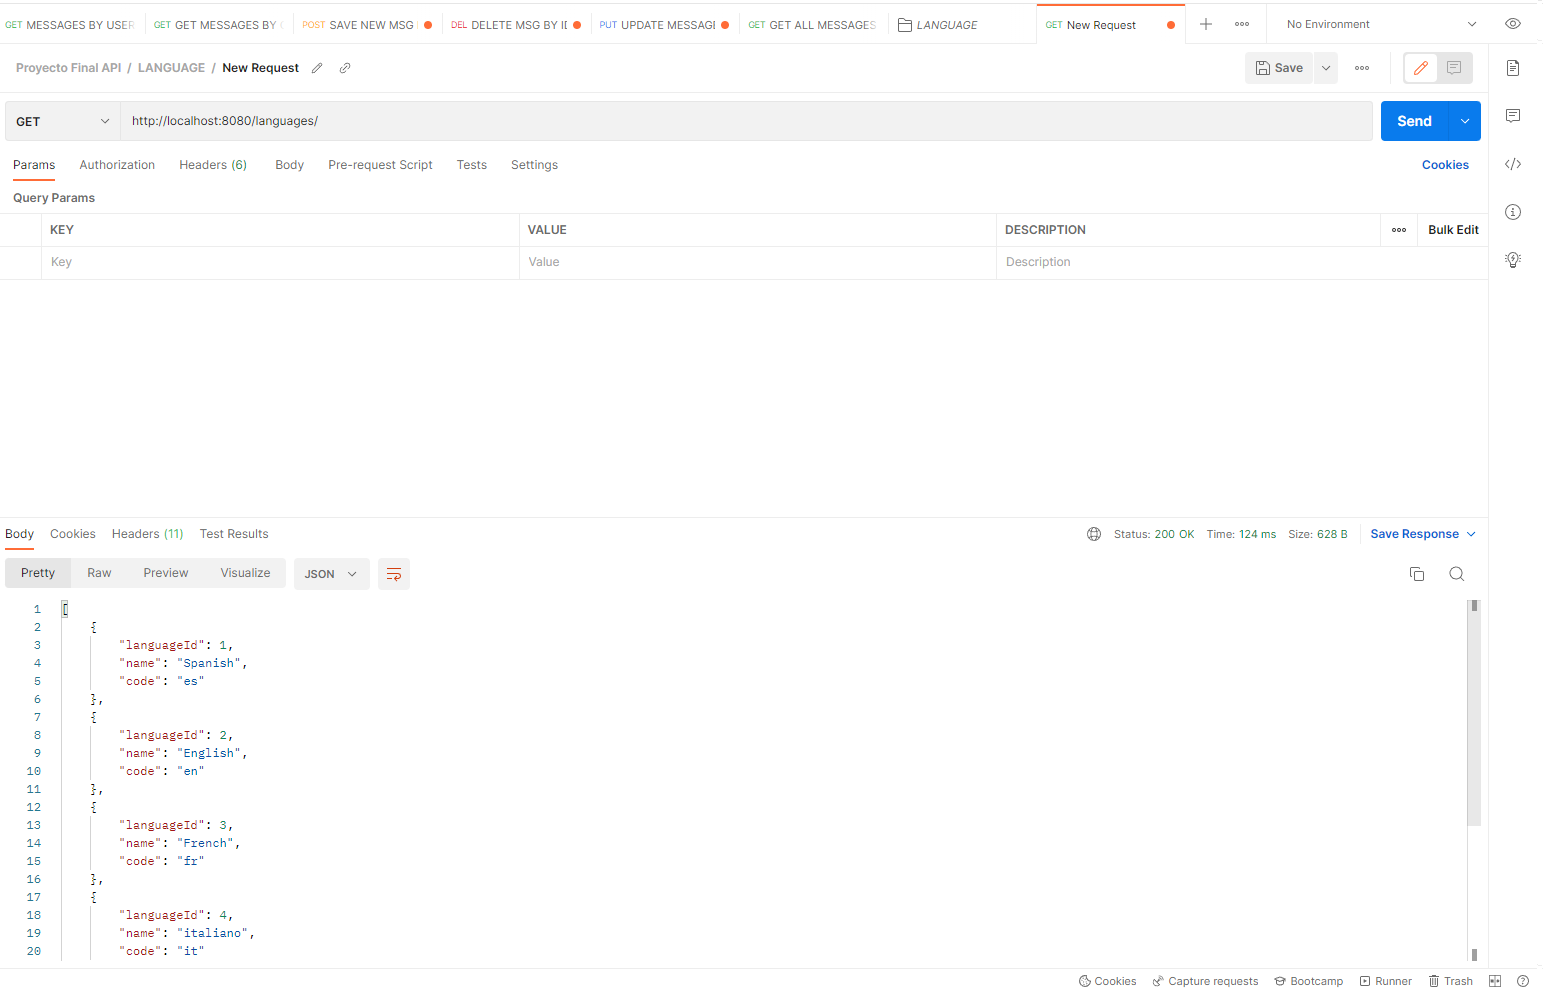 GET MESSAGES BY USER
GET GET MESSAGES BY
POST SAVE NEW MSG
DEL DELETE MSG BY ID
PUT UPDATE MESSAGE
GET GET ALL MESSAGES
LANGUAGE
GET New Request
No Environment
Proyecto Final API / LANGUAGE / New Request
Save
GET
http://localhost:8080/languages/
Send
Params Authorization Headers (6) Body Pre-request Script Tests Settings
Cookies
Query Params
KEY VALUE DESCRIPTION
Bulk Edit
Key Value Description
Body Cookies Headers (11) Test Results
Status: 200 OK Time: 124 ms Size: 628 B Save Response
Pretty Raw Preview Visualize JSON
1 [
2 {
3 "languageId": 1,
4 "name": "Spanish",
5 "code": "es"
6 },
7 {
8 "languageId": 2,
9 "name": "English",
10 "code": "en"
11 },
12 {
13 "languageId": 3,
14 "name": "French",
15 "code": "fr"
16 },
17 {
18 "languageId": 4,
19 "name": "italiano",
20 "code": "it"
Cookies Capture requests Bootcamp Runner Trash